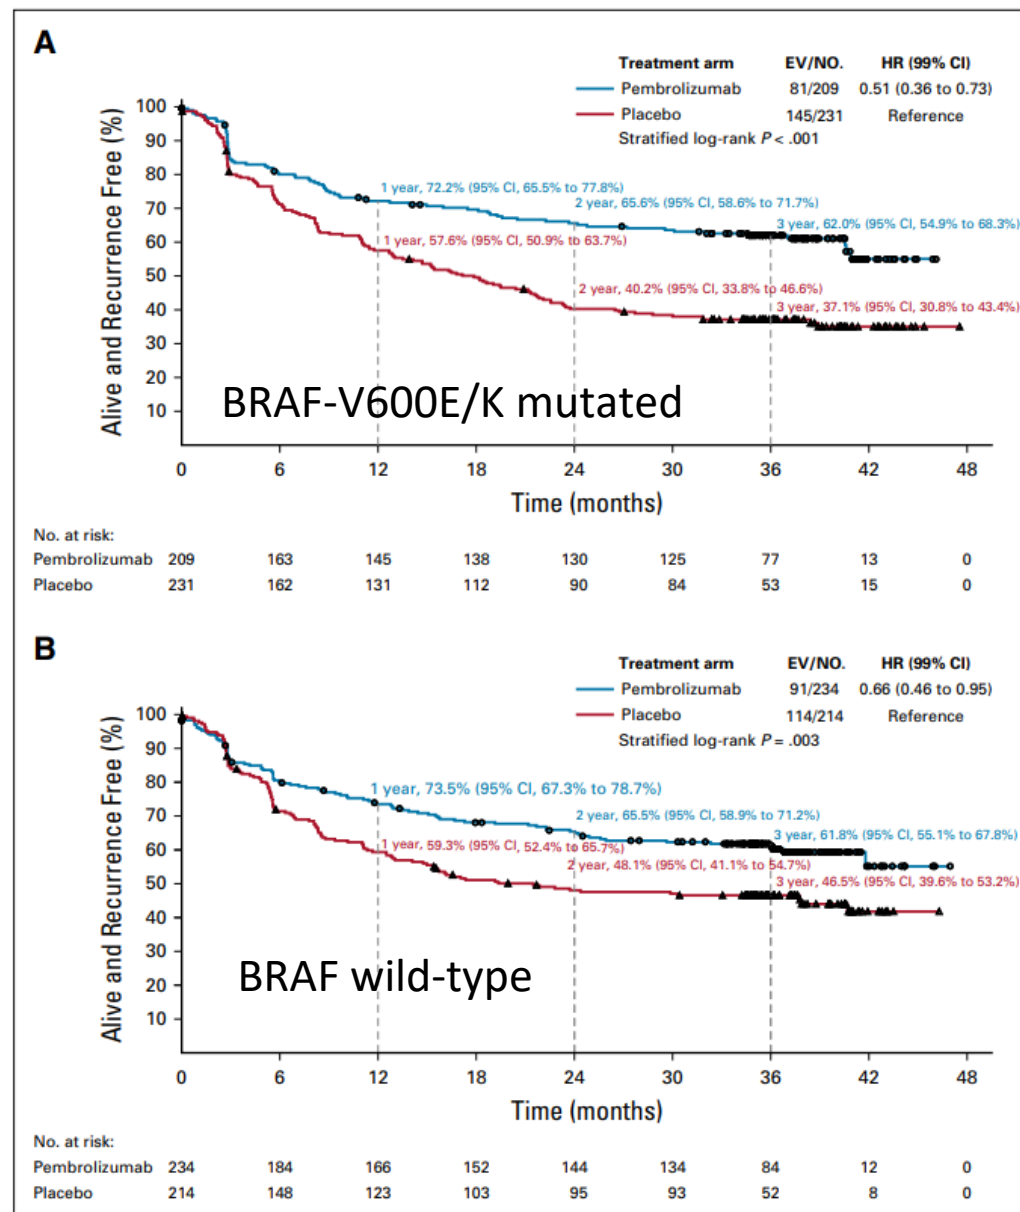 A
Treatment arm EV/NO. HR (99% CI)
Pembrolizumab 81/209 0.51 (0.36 to 0.73)
Placebo 145/231 Reference
Stratified log-rank P < .001
Alive and Recurrence Free (%)
100
90
80
70
60
50
40
30
20
10
1 year, 72.2% (95% CI, 65.5% to 77.8%)
2 year, 65.6% (95% CI, 58.6% to 71.7%)
3 year, 62.0% (95% CI, 54.9% to 68.3%)
1 year, 57.6% (95% CI, 50.9% to 63.7%)
2 year, 40.2% (95% CI, 33.8% to 46.6%)
3 year, 37.1% (95% CI, 30.8% to 43.4%)
BRAF-V600E/K mutated
0 6 12 18 24 30 36 42 48
Time (months)
No. at risk:
Pembrolizumab 209 163 145 138 130 125 77 13 0
Placebo 231 162 131 112 90 84 53 15 0
B
Treatment arm EV/NO. HR (99% CI)
Pembrolizumab 91/234 0.66 (0.46 to 0.95)
Placebo 114/214 Reference
Stratified log-rank P = .003
Alive and Recurrence Free (%)
100
90
80
70
60
50
40
30
20
10
1 year, 73.5% (95% CI, 67.3% to 78.7%)
2 year, 65.5% (95% CI, 58.9% to 71.2%)
3 year, 61.8% (95% CI, 55.1% to 67.8%)
1 year, 59.3% (95% CI, 52.4% to 65.7%)
2 year, 48.1% (95% CI, 41.1% to 54.7%)
3 year, 46.5% (95% CI, 39.6% to 53.2%)
BRAF wild-type
0 6 12 18 24 30 36 42 48
Time (months)
No. at risk:
Pembrolizumab 234 184 166 152 144 134 84 12 0
Placebo 214 148 123 103 95 93 52 8 0